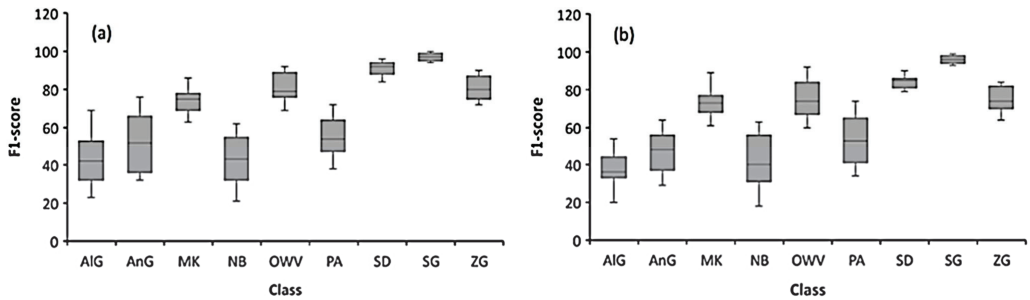 (a)
F1-score
120
100
80
60
40
20
0
AlG AnG MK NB OWV PA SD SG ZG
Class
(b)
F1-score
120
100
80
60
40
20
0
AlG AnG MK NB OWV PA SD SG ZG
Class